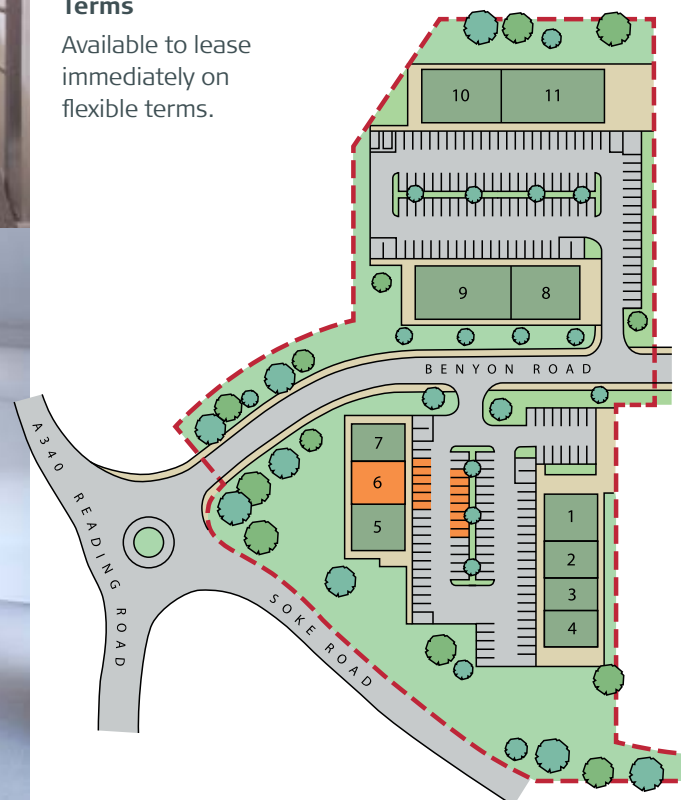 Terms
Available to lease
immediately on
flexible terms.
10
11
9
8
BENYON ROAD
7
6
5
1
2
3
4
A340 READING ROAD
SOKE ROAD